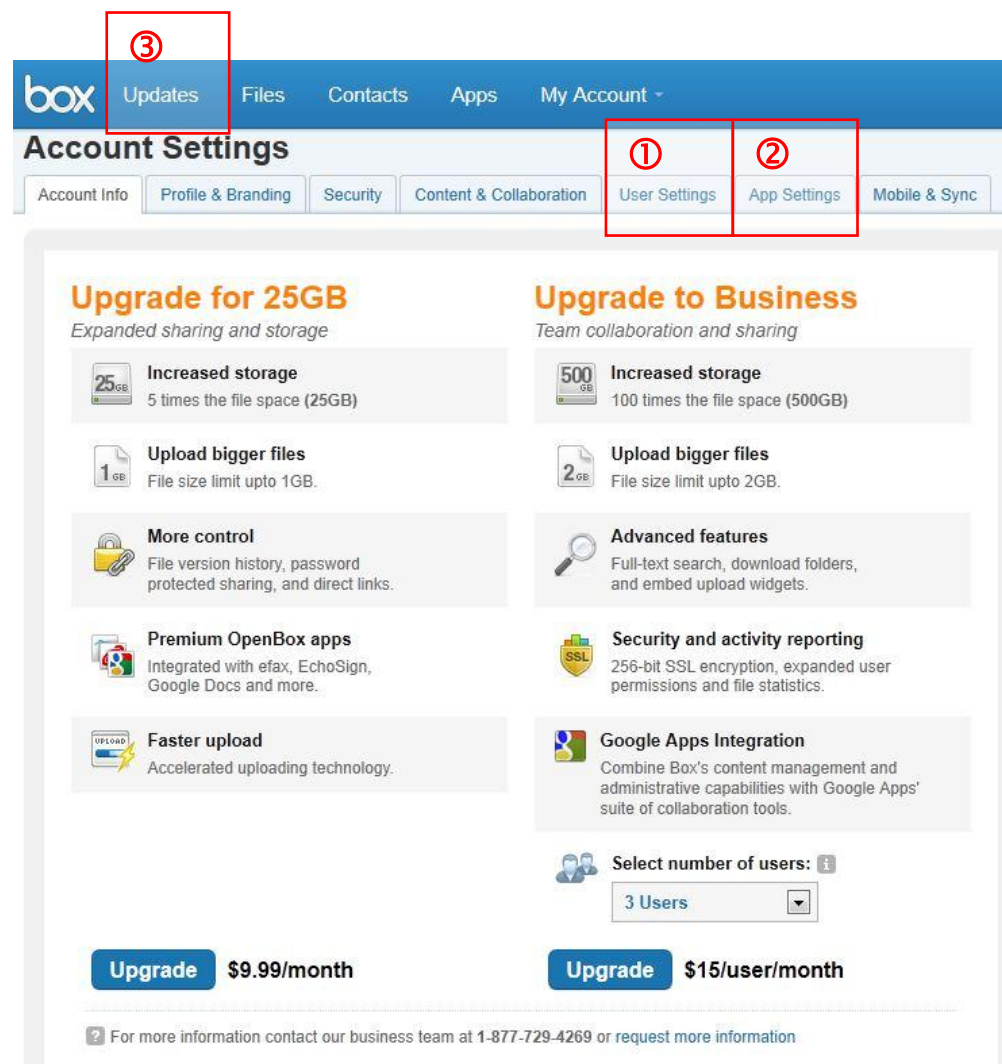 ③
box Updates Files Contacts Apps My Account
Account Settings
① ②
Account Info Profile & Branding Security Content & Collaboration User Settings App Settings Mobile & Sync
Upgrade for 25GB
Expanded sharing and storage
25GB
Increased storage
5 times the file space (25GB)
1 GB
Upload bigger files
File size limit upto 1GB.
More control
File version history, password
protected sharing, and direct links.
Premium OpenBox apps
Integrated with efax, EchoSign,
Google Docs and more.
UPLOAD
Faster upload
Accelerated uploading technology.
Upgrade $9.99/month
Upgrade to Business
Team collaboration and sharing
500 GB
Increased storage
100 times the file space (500GB)
2 GB
Upload bigger files
File size limit upto 2GB.
Advanced features
Full-text search, download folders,
and embed upload widgets.
SSL
Security and activity reporting
256-bit SSL encryption, expanded user
permissions and file statistics.
Google Apps Integration
Combine Box's content management and
administrative capabilities with Google Apps'
suite of collaboration tools.
Select number of users: i
3 Users
Upgrade $15/user/month
? For more information contact our business team at 1-877-729-4269 or request more information